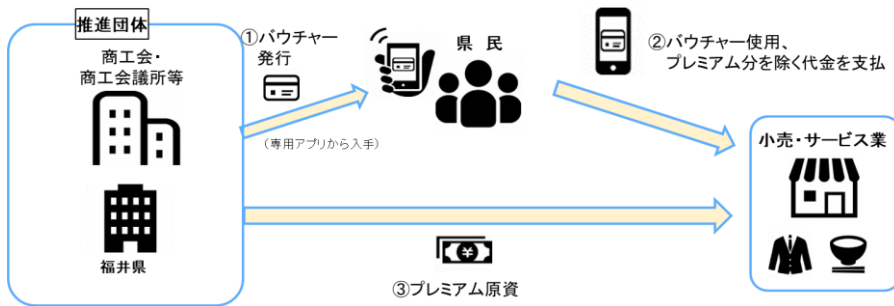 推進団体
商工会・
商工会議所等
福井県
①バウチャー
発行
（専用アプリから入手）
県 民
②バウチャー使用、
プレミアム分を除く代金を支払
小売・サービス業
¥
③プレミアム原資